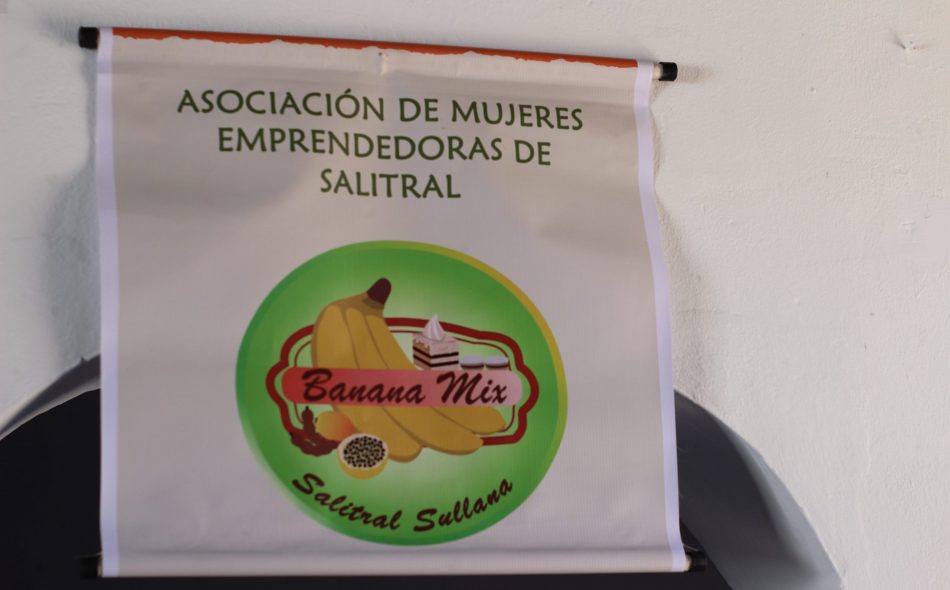 ASOCIACIÓN DE MUJERES
EMPRENDEDORAS DE
SALITRAL
Banana Mix
Salitral Sullana